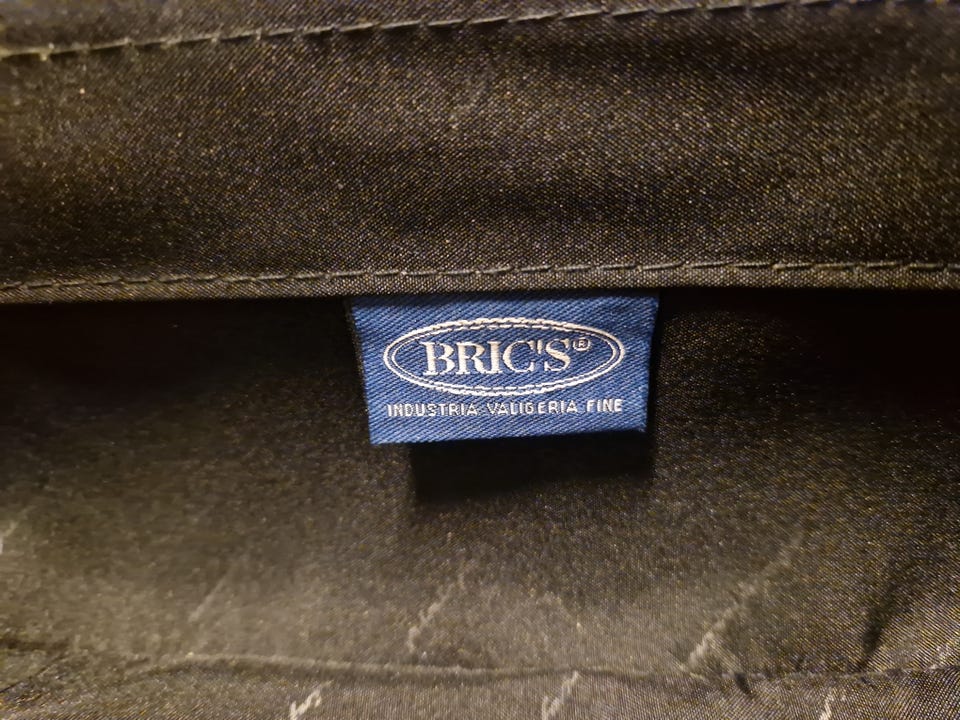 BRIC'S®
INDUSTRIA VALIGERIA FINE